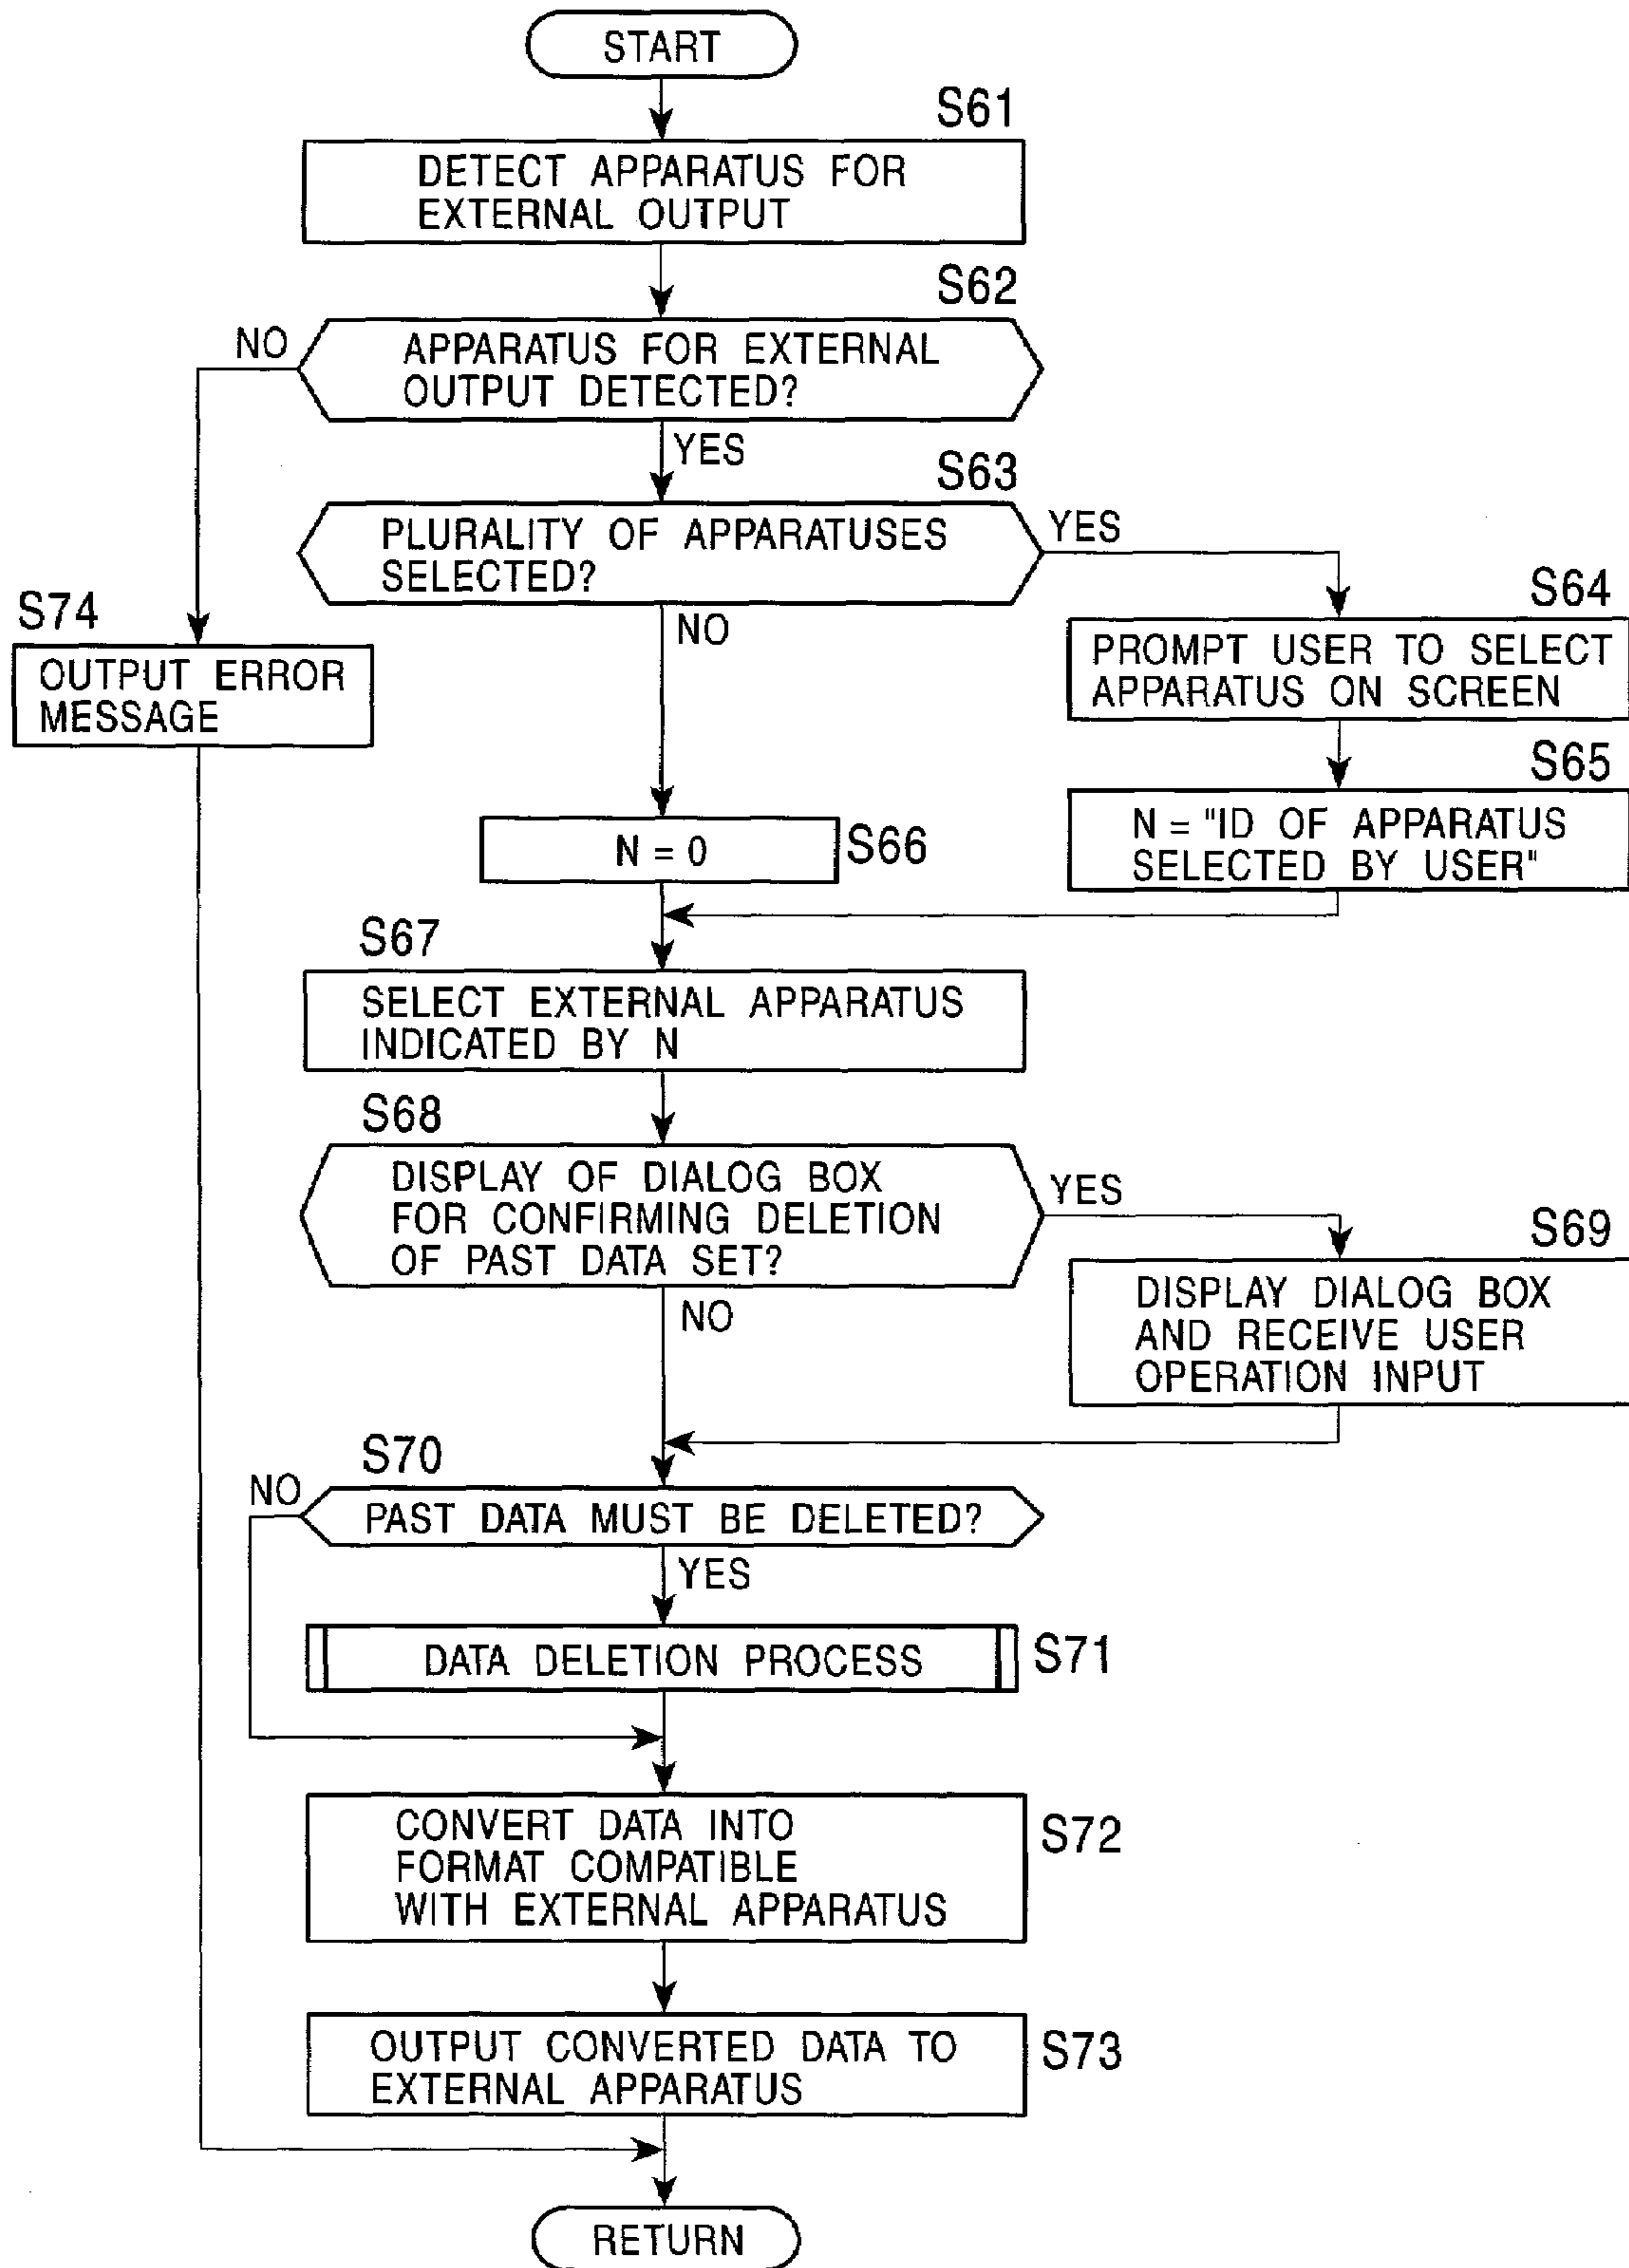 START
S61
DETECT APPARATUS FOR
EXTERNAL OUTPUT
S62
NO
APPARATUS FOR EXTERNAL
OUTPUT DETECTED?
YES
S63
PLURALITY OF APPARATUSES
SELECTED?
YES
NO
S74
OUTPUT ERROR
MESSAGE
S64
PROMPT USER TO SELECT
APPARATUS ON SCREEN
S65
N = "ID OF APPARATUS
SELECTED BY USER"
N = 0
S66
S67
SELECT EXTERNAL APPARATUS
INDICATED BY N
S68
DISPLAY OF DIALOG BOX
FOR CONFIRMING DELETION
OF PAST DATA SET?
YES
NO
S69
DISPLAY DIALOG BOX
AND RECEIVE USER
OPERATION INPUT
S70
NO
PAST DATA MUST BE DELETED?
YES
DATA DELETION PROCESS
S71
CONVERT DATA INTO
FORMAT COMPATIBLE
WITH EXTERNAL APPARATUS
S72
OUTPUT CONVERTED DATA TO
EXTERNAL APPARATUS
S73
RETURN